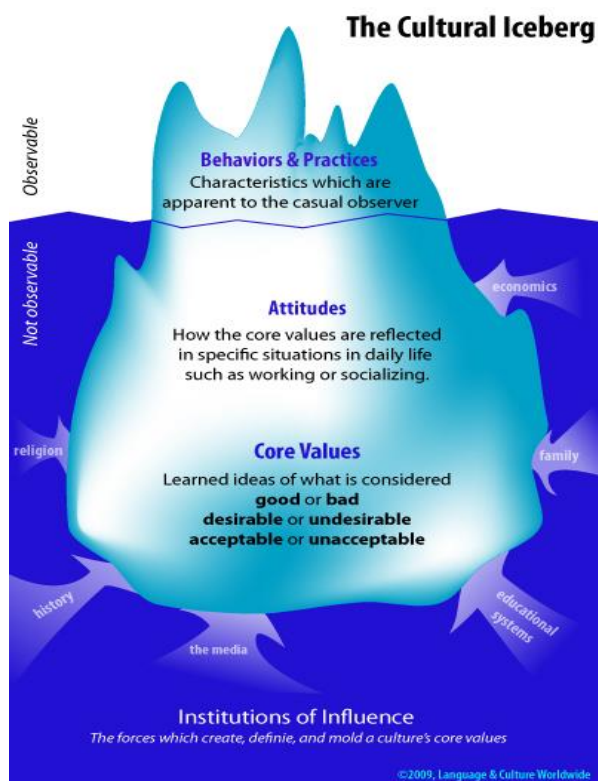 The Cultural Iceberg
Observable
Behaviors & Practices
Characteristics which are
apparent to the casual observer
Not observable
economics
Attitudes
How the core values are reflected
in specific situations in daily life
such as working or socializing.
religion
family
Core Values
Learned ideas of what is considered
good or bad
desirable or undesirable
acceptable or unacceptable
history
the media
educational
systems
Institutions of Influence
The forces which create, definie, and mold a culture's core values
©2009, Language & Culture Worldwide